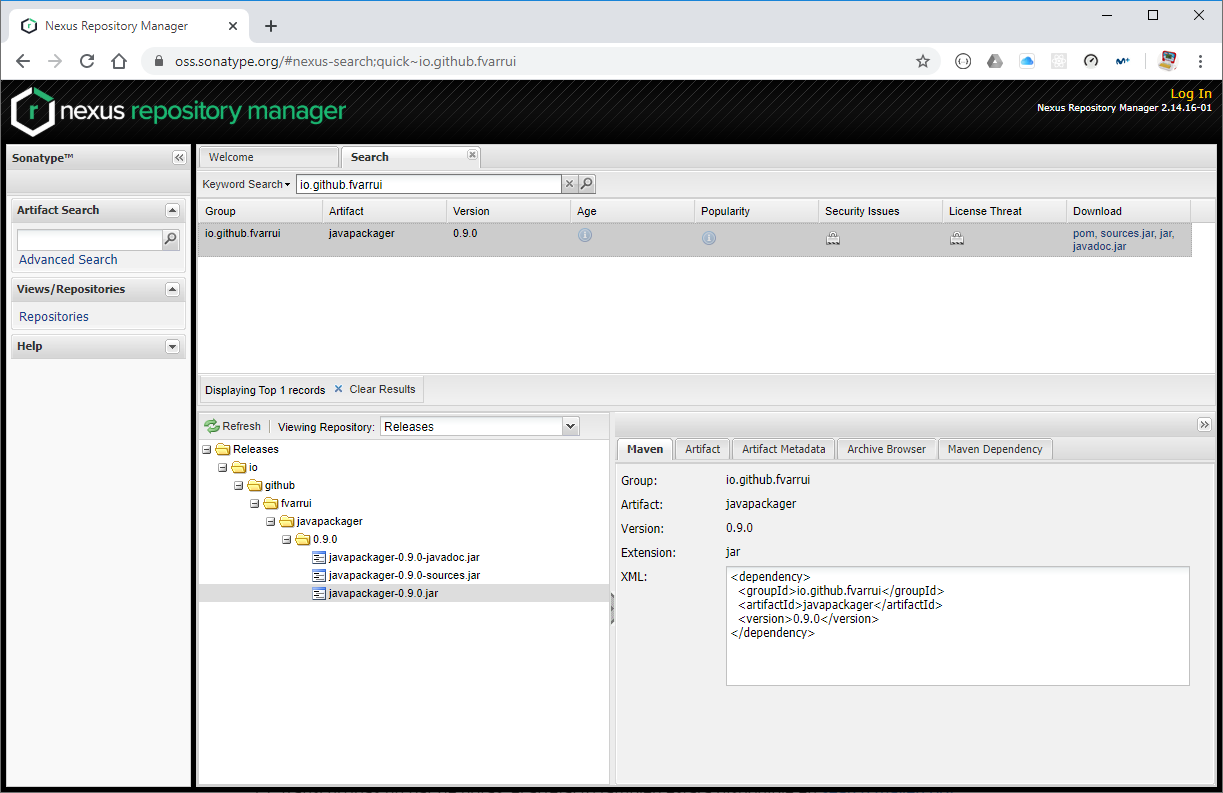 Nexus Repository Manager
oss.sonatype.org/#nexus-search;quick~io.github.fvarrui
nexus repository manager
Log In
Nexus Repository Manager 2.14.16-01
Sonatype™
Artifact Search
Advanced Search
Views/Repositories
Repositories
Help
Welcome
Search
Keyword Search
io.github.fvarrui
Group Artifact Version Age Popularity Security Issues License Threat Download
io.github.fvarrui javapackager 0.9.0 pom, sources.jar, jar,
javadoc.jar
Displaying Top 1 records Clear Results
Refresh Viewing Repository: Releases
Releases
io
github
fvarrui
javapackager
0.9.0
javapackager-0.9.0-javadoc.jar
javapackager-0.9.0-sources.jar
javapackager-0.9.0.jar
Maven Artifact Artifact Metadata Archive Browser Maven Dependency
Group: io.github.fvarrui
Artifact: javapackager
Version: 0.9.0
Extension: jar
XML: <dependency>
<groupId>io.github.fvarrui</groupId>
<artifactId>javapackager</artifactId>
<version>0.9.0</version>
</dependency>